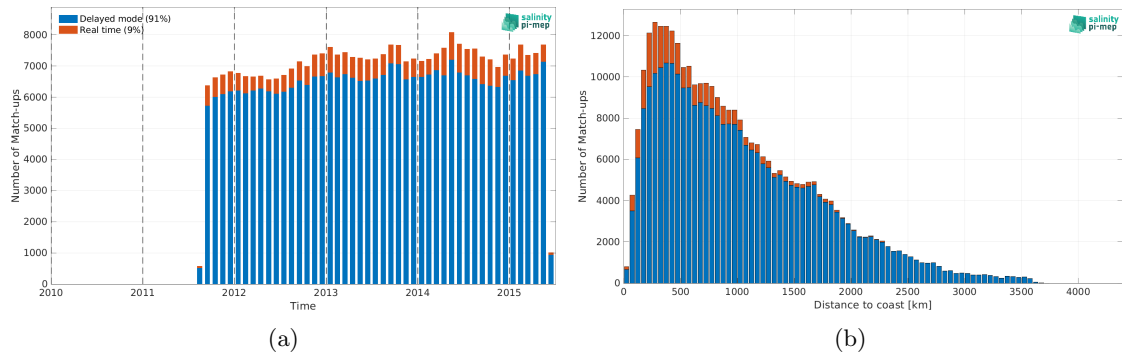 Delayed mode (91%)
Real time (9%)
salinity
pi-mep
8000
7000
6000
5000
4000
3000
2000
1000
0
Number of Match-ups
2010
2011
2012
2013
2014
2015
Time
(a)
salinity
pi-mep
12000
10000
8000
6000
4000
2000
0
Number of Match-ups
0
500
1000
1500
2000
2500
3000
3500
4000
Distance to coast [km]
(b)